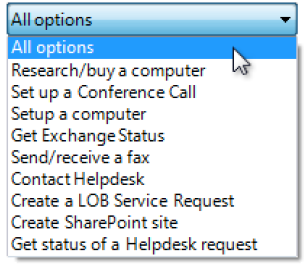 All options
All options
Research/buy a computer
Set up a Conference Call
Setup a computer
Get Exchange Status
Send/receive a fax
Contact Helpdesk
Create a LOB Service Request
Create SharePoint site
Get status of a Helpdesk request